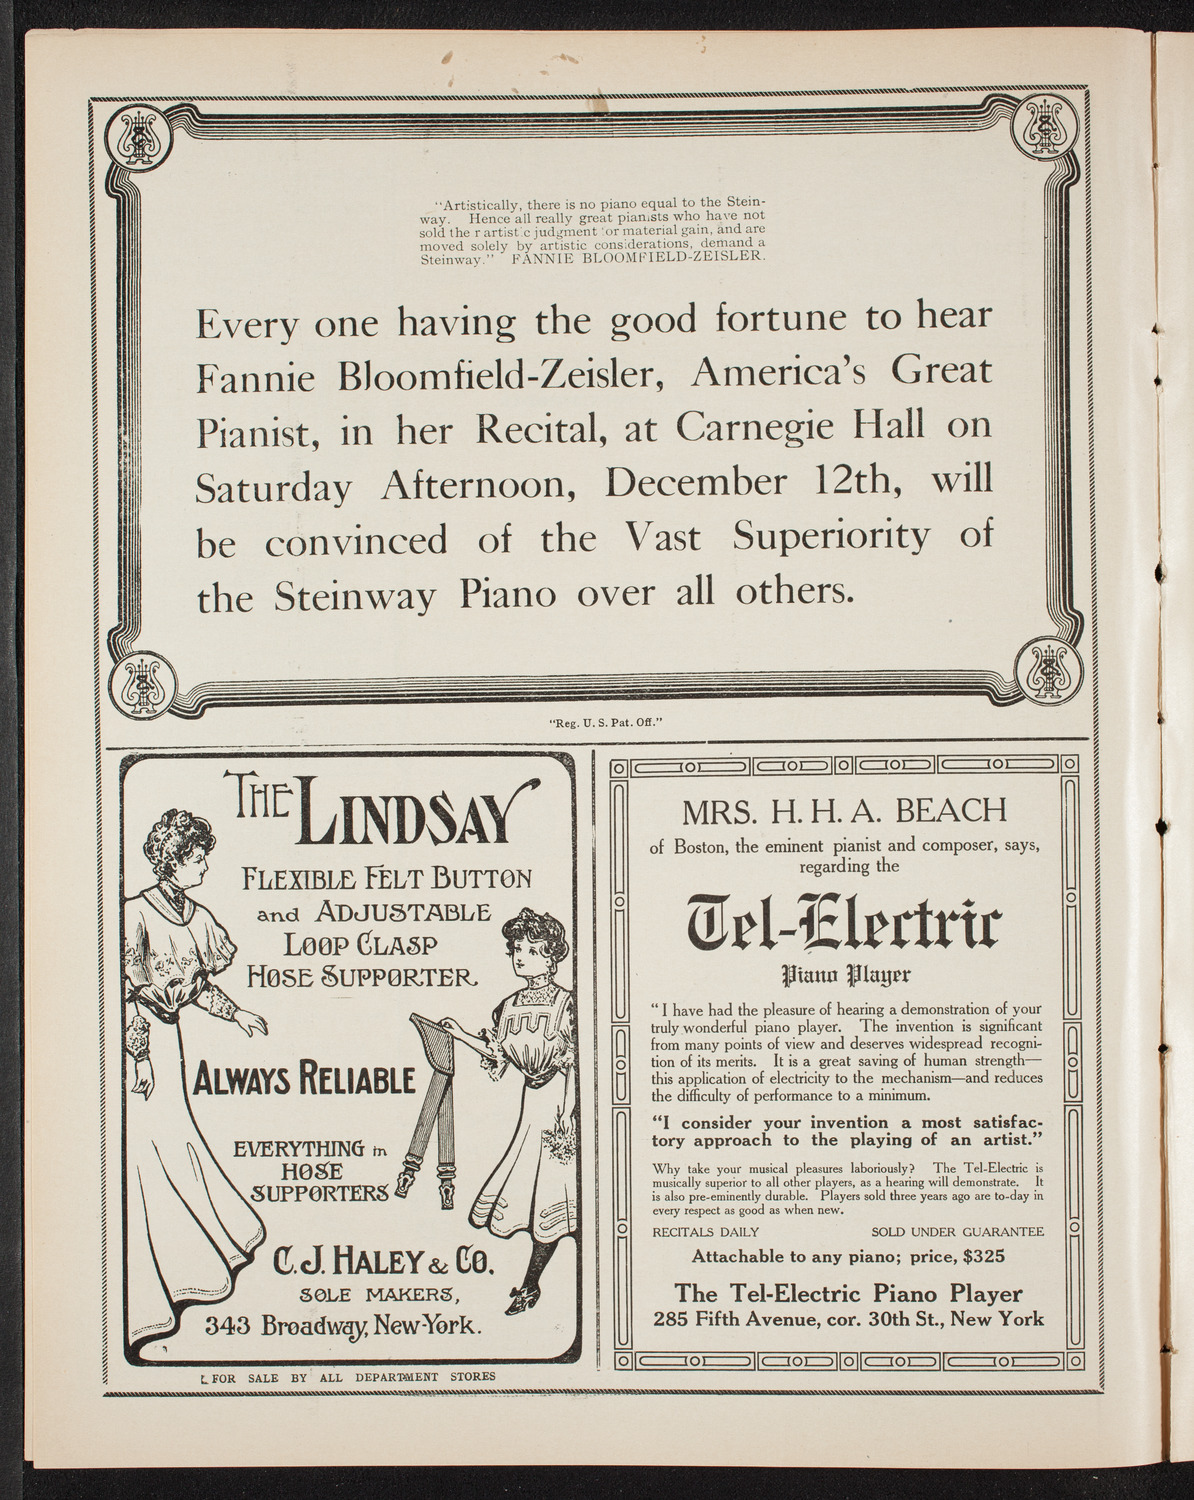 "Artistically, there is no piano equal to the Stein-
way. Hence all really great pianists who have not
sold the r artist c judgment or material gain, and are
moved solely by artistic considerations, demand a
Steinway." FANNIE BLOOMFIELD-ZEISLER.
Every one having the good fortune to hear
Fannie Bloomfield-Zeisler, America's Great
Pianist, in her Recital, at Carnegie Hall on
Saturday Afternoon, December 12th, will
be convinced of the Vast Superiority of
the Steinway Piano over all others.
"Reg. U. S. Pat. Off."
THE LINDSAY
FLEXIBLE FELT BUTTON
and ADJUSTABLE
LOOP CLASP
HOSE SUPPORTER
ALWAYS RELIABLE
EVERYTHING in
HOSE
SUPPORTERS
C. J. HALEY & CO.
SOLE MAKERS,
343 Broadway, New-York.
FOR SALE BY ALL DEPARTMENT STORES
MRS. H. H. A. BEACH
of Boston, the eminent pianist and composer, says,
regarding the
Tel-Electric
Piano Player
"I have had the pleasure of hearing a demonstration of your
truly wonderful piano player. The invention is significant
from many points of view and deserves widespread recogni-
tion of its merits. It is a great saving of human strength—
this application of electricity to the mechanism—and reduces
the difficulty of performance to a minimum.
"I consider your invention a most satisfac-
tory approach to the playing of an artist."
Why take your musical pleasures laboriously? The Tel-Electric is
musically superior to all other players, as a hearing will demonstrate. It
is also pre-eminently durable. Players sold three years ago are to-day in
every respect as good as when new.
RECITALS DAILY SOLD UNDER GUARANTEE
Attachable to any piano; price, $325
The Tel-Electric Piano Player
285 Fifth Avenue, cor. 30th St., New York